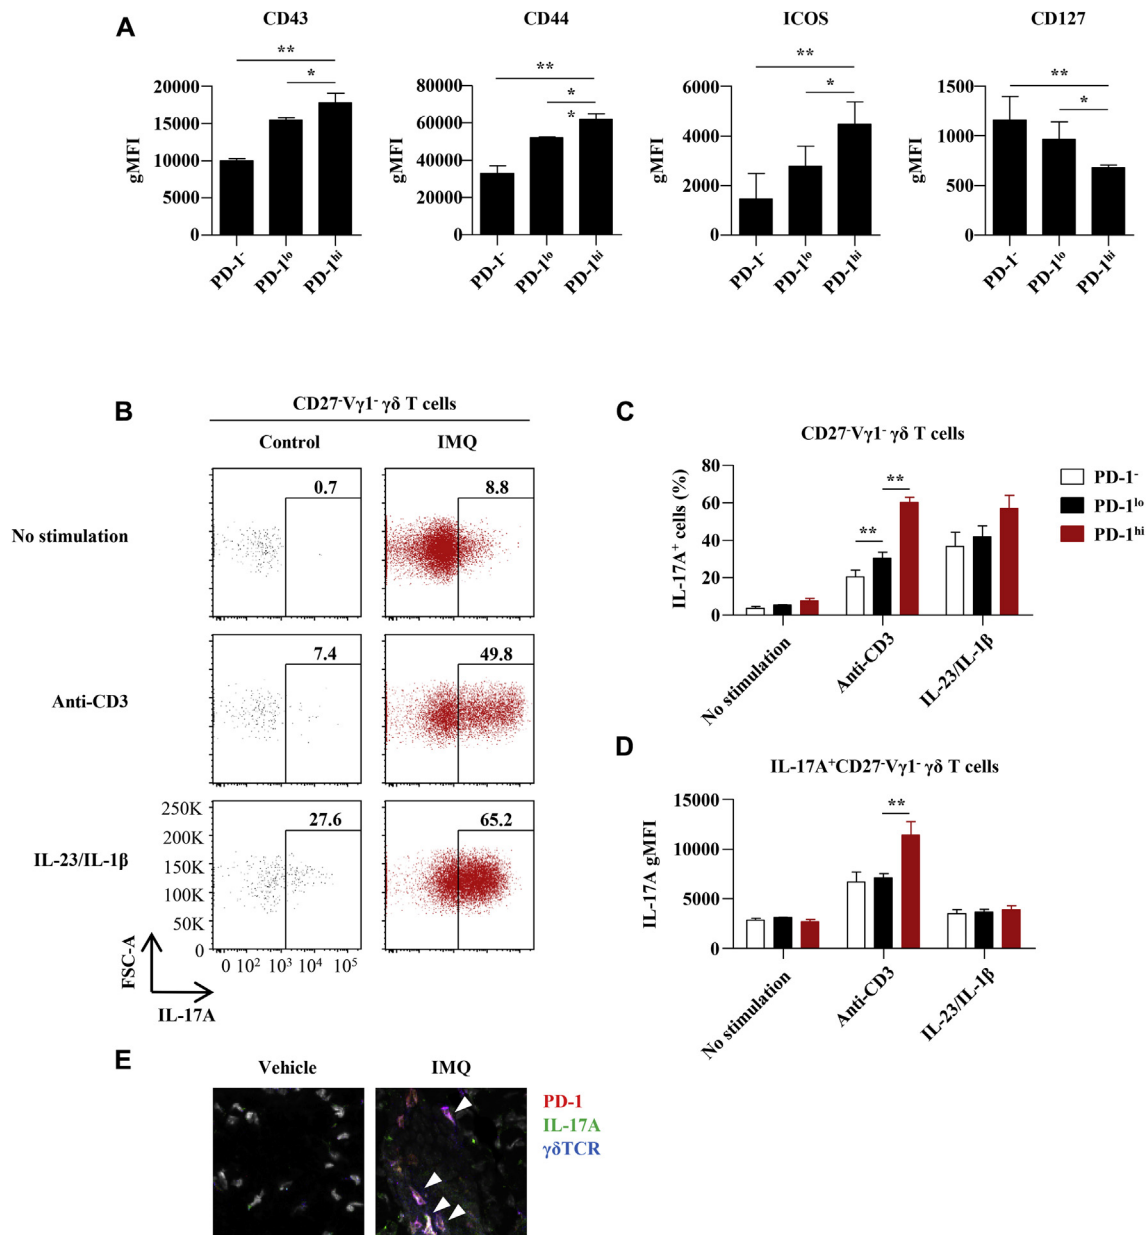 A
CD43
**
*
20000
15000
10000
5000
0
gMFI
PD-1⁻
PD-1ˡᵒ
PD-1ʰⁱ
CD44
**
*
*
80000
60000
40000
20000
0
gMFI
PD-1⁻
PD-1ˡᵒ
PD-1ʰⁱ
ICOS
**
*
6000
4000
2000
0
gMFI
PD-1⁻
PD-1ˡᵒ
PD-1ʰⁱ
CD127
**
*
1500
1000
500
0
gMFI
PD-1⁻
PD-1ˡᵒ
PD-1ʰⁱ
B
CD27⁻Vγ1⁻ γδ T cells
Control IMQ
No stimulation
0.7 8.8
Anti-CD3
7.4 49.8
IL-23/IL-1β
27.6 65.2
250K
200K
150K
100K
50K
0
0 10² 10³ 10⁴ 10⁵
FSC-A
IL-17A
C
CD27⁻Vγ1⁻ γδ T cells
IL-17A⁺ cells (%)
80
60
40
20
0
** **
No stimulation
Anti-CD3
IL-23/IL-1β
PD-1⁻
PD-1ˡᵒ
PD-1ʰⁱ
D
IL-17A⁺CD27⁻Vγ1⁻ γδ T cells
IL-17A gMFI
15000
10000
5000
0
**
No stimulation
Anti-CD3
IL-23/IL-1β
E
Vehicle IMQ
PD-1
IL-17A
γδTCR